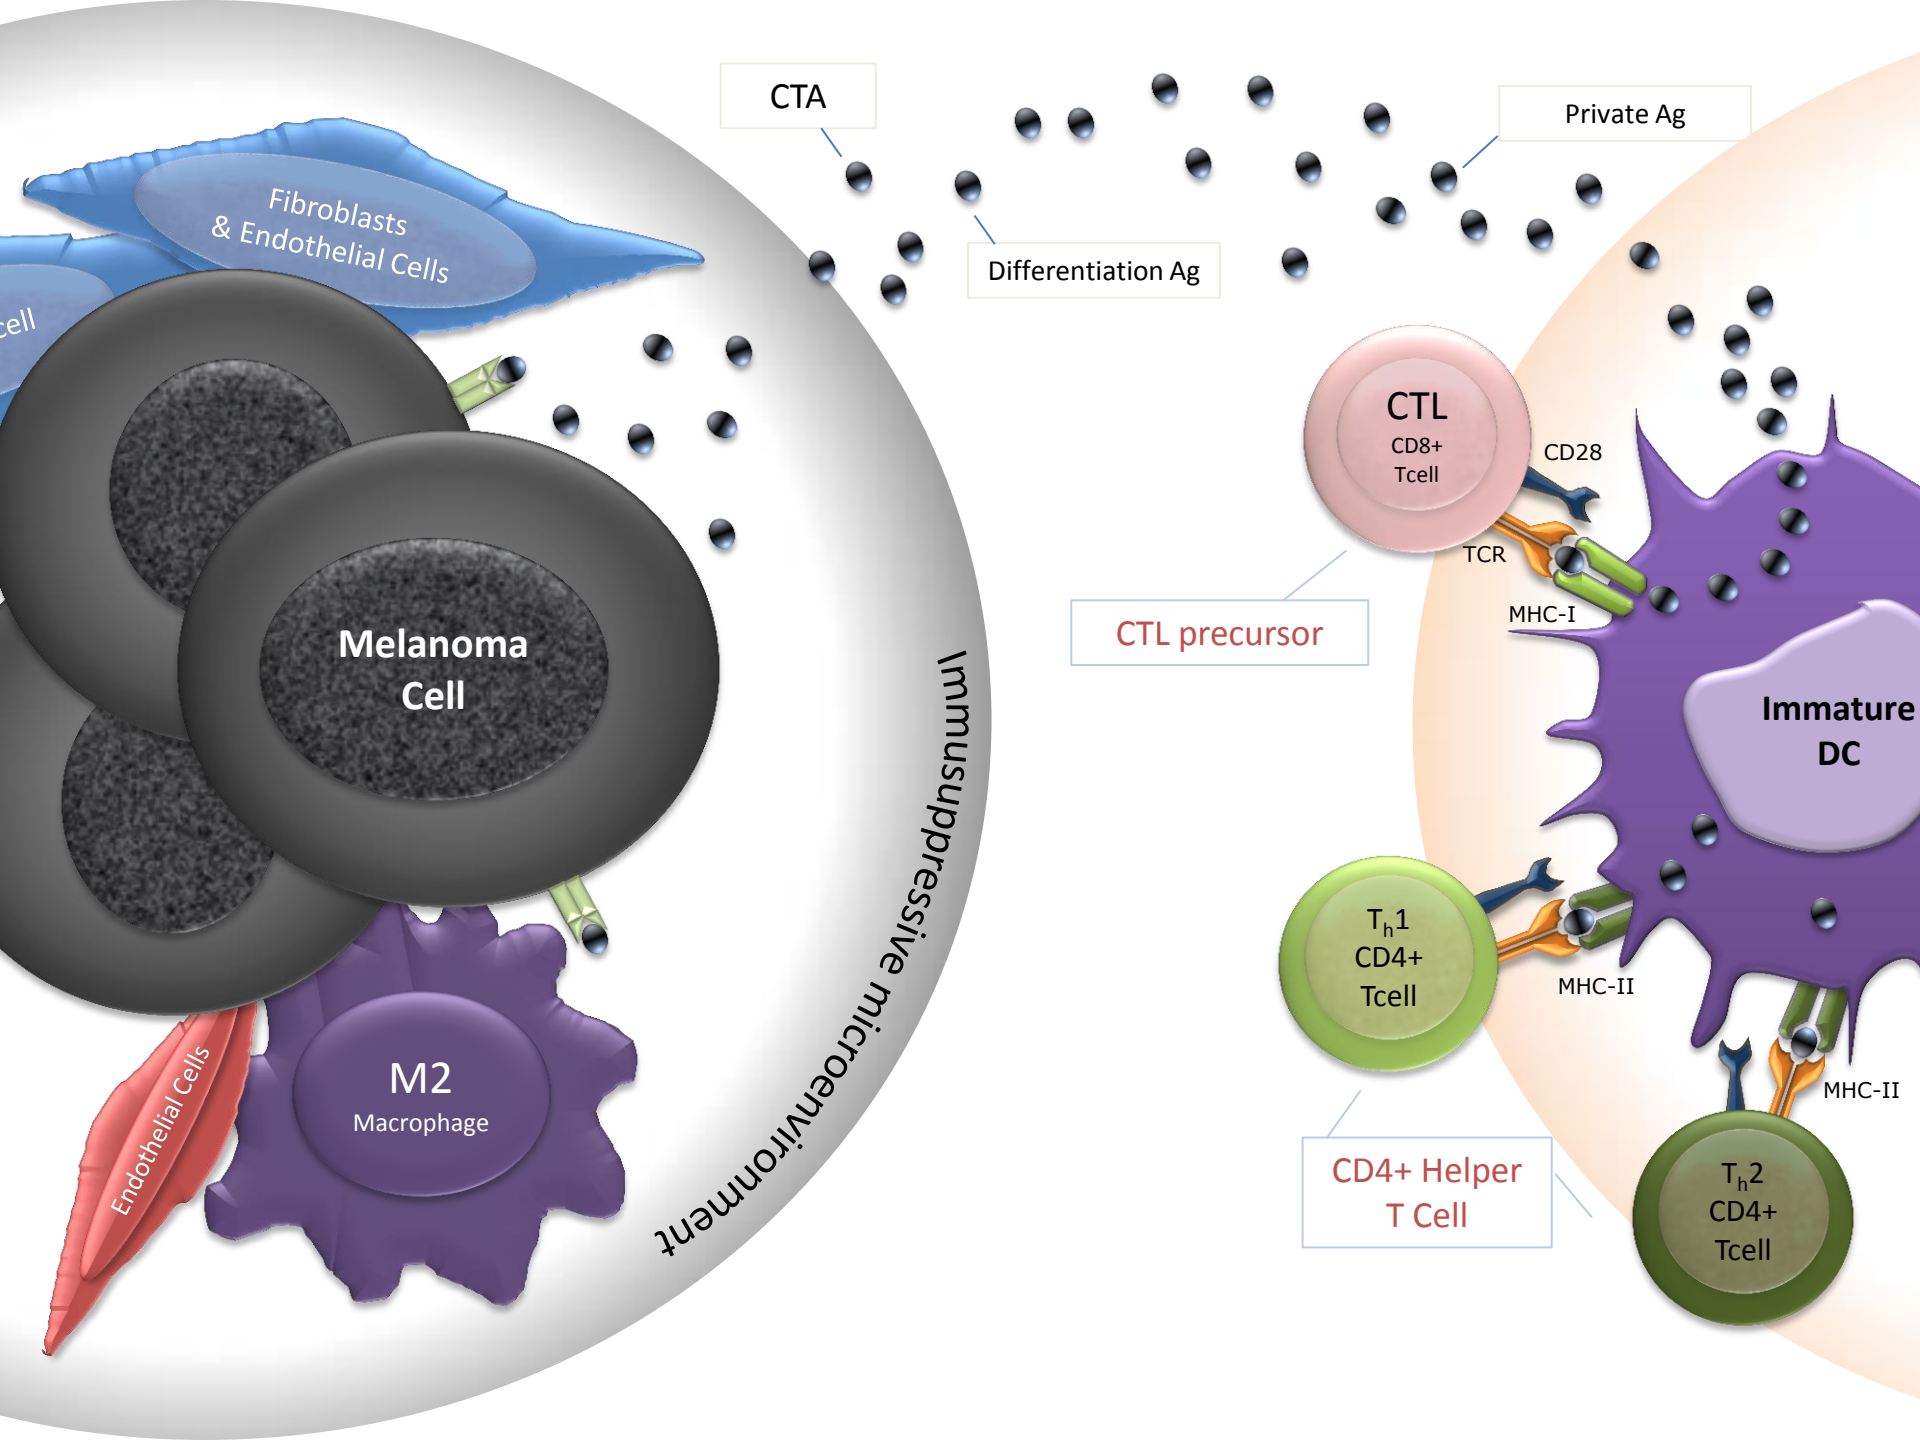 CTA
Private Ag
Differentiation Ag
Fibroblasts
& Endothelial Cells
cell
Melanoma
Cell
M2
Macrophage
Endothelial Cells
Immusuppressive microenvironment
CTL
CD8+
Tcell
CD28
TCR
MHC-I
CTL precursor
Immature
DC
Th1
CD4+
Tcell
MHC-II
MHC-II
CD4+ Helper
T Cell
Th2
CD4+
Tcell